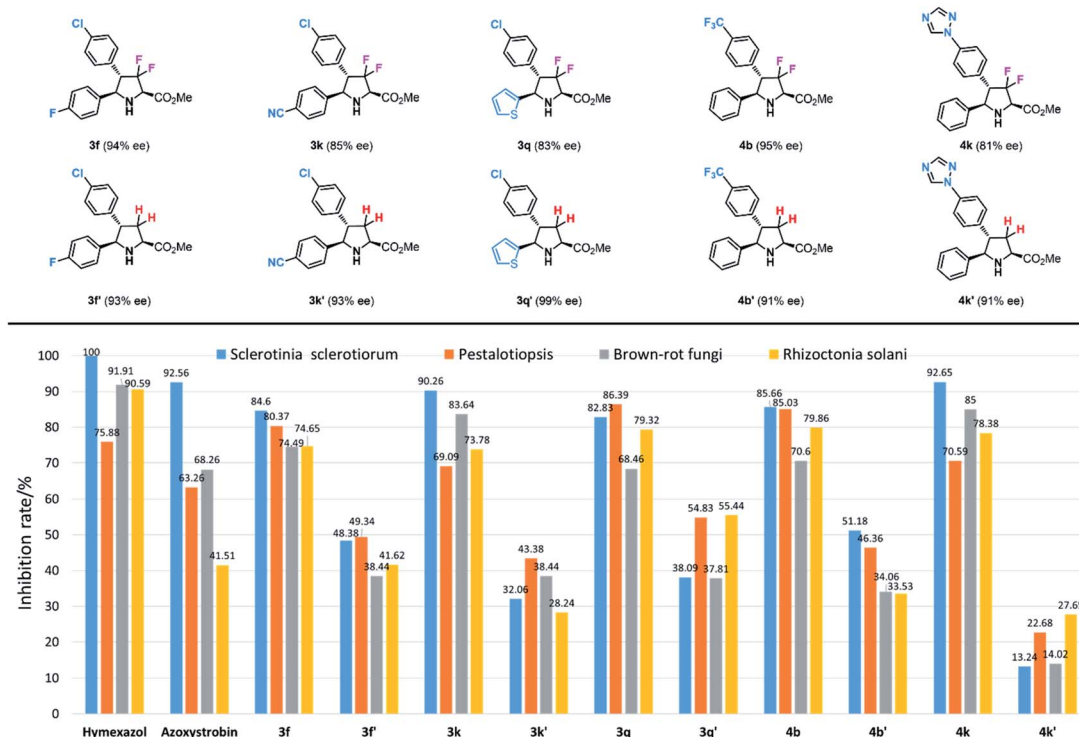 Cl Cl Cl F₃C N N N
F F F F F F F F F F
F N H CO₂Me NC N H CO₂Me S N H CO₂Me N H CO₂Me N H CO₂Me
3f (94% ee) 3k (85% ee) 3q (83% ee) 4b (95% ee) 4k (81% ee)
Cl Cl Cl F₃C N N N
H H H H H H H H H H
F N H CO₂Me NC N H CO₂Me S N H CO₂Me N H CO₂Me N H CO₂Me
3f' (93% ee) 3k' (93% ee) 3q' (99% ee) 4b' (91% ee) 4k' (91% ee)
Sclerotinia sclerotiorum Pestalotiopsis Brown-rot fungi Rhizoctonia solani
Inhibition rate/%
100
90
80
70
60
50
40
30
20
10
0
100 75.88 91.91 90.59
92.56 63.26 68.26 41.51
84.6 80.37 74.49 74.65
48.38 49.34 38.44 41.62
90.26 69.09 83.64 73.78
32.06 43.38 38.44 28.24
82.83 86.39 68.46 79.32
38.09 54.83 37.81 55.44
85.66 85.03 70.6 79.86
51.18 46.36 34.06 33.53
92.65 70.59 85 78.38
13.24 22.68 14.02
Hymexazol Azoxystrobin 3f 3f' 3k 3k' 3q 3q' 4b 4b' 4k 4k'